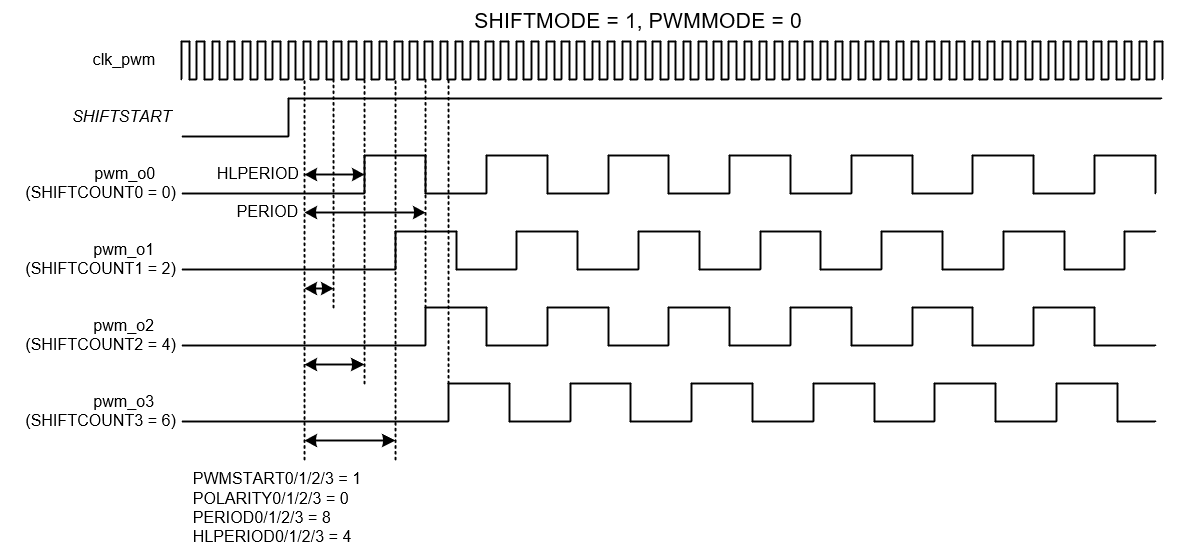 SHIFTMODE = 1, PWMMODE = 0
clk_pwm
SHIFTSTART
pwm_o0
(SHIFTCOUNT0 = 0)
HLPERIOD
PERIOD
pwm_o1
(SHIFTCOUNT1 = 2)
pwm_o2
(SHIFTCOUNT2 = 4)
pwm_o3
(SHIFTCOUNT3 = 6)
PWMSTART0/1/2/3 = 1
POLARITY0/1/2/3 = 0
PERIOD0/1/2/3 = 8
HLPERIOD0/1/2/3 = 4